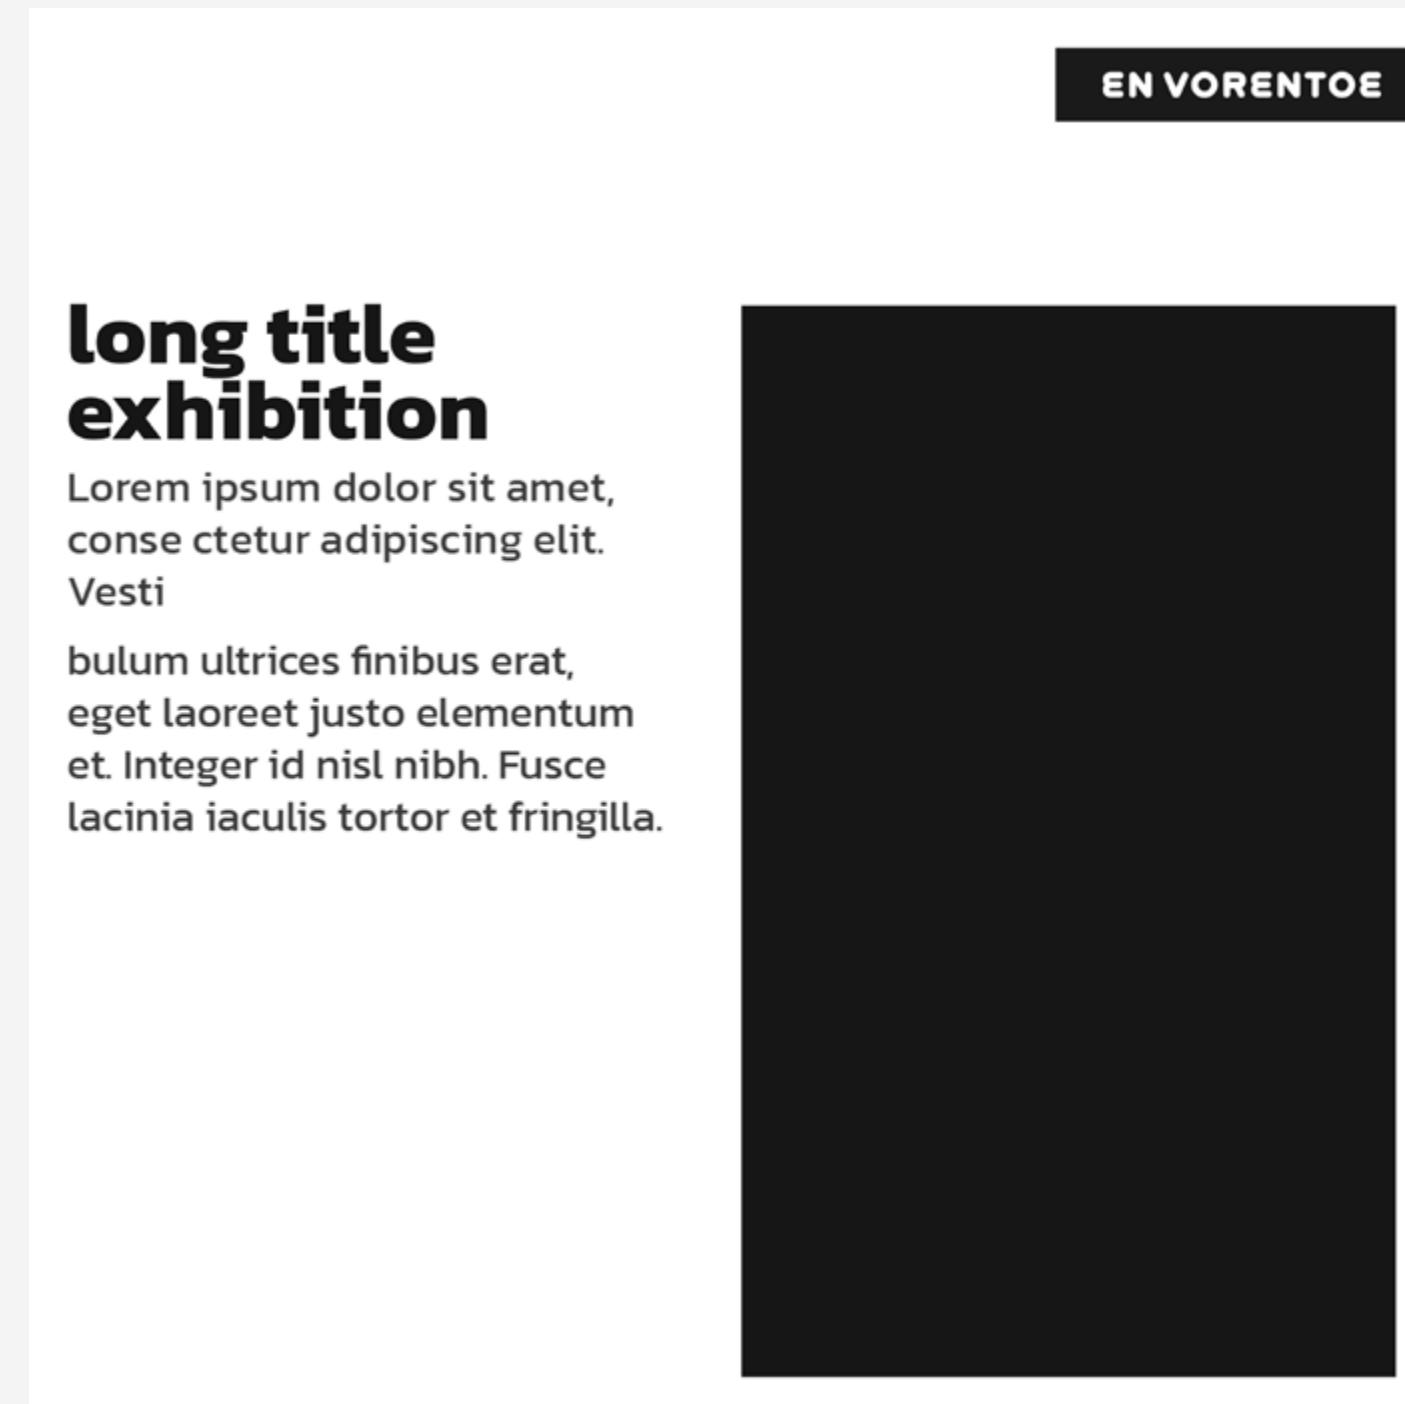 EN VORENTOE
long title
exhibition
Lorem ipsum dolor sit amet,
conse ctetur adipiscing elit.
Vesti
bulum ultrices finibus erat,
eget laoreet justo elementum
et. Integer id nisl nibh. Fusce
lacinia iaculis tortor et fringilla.